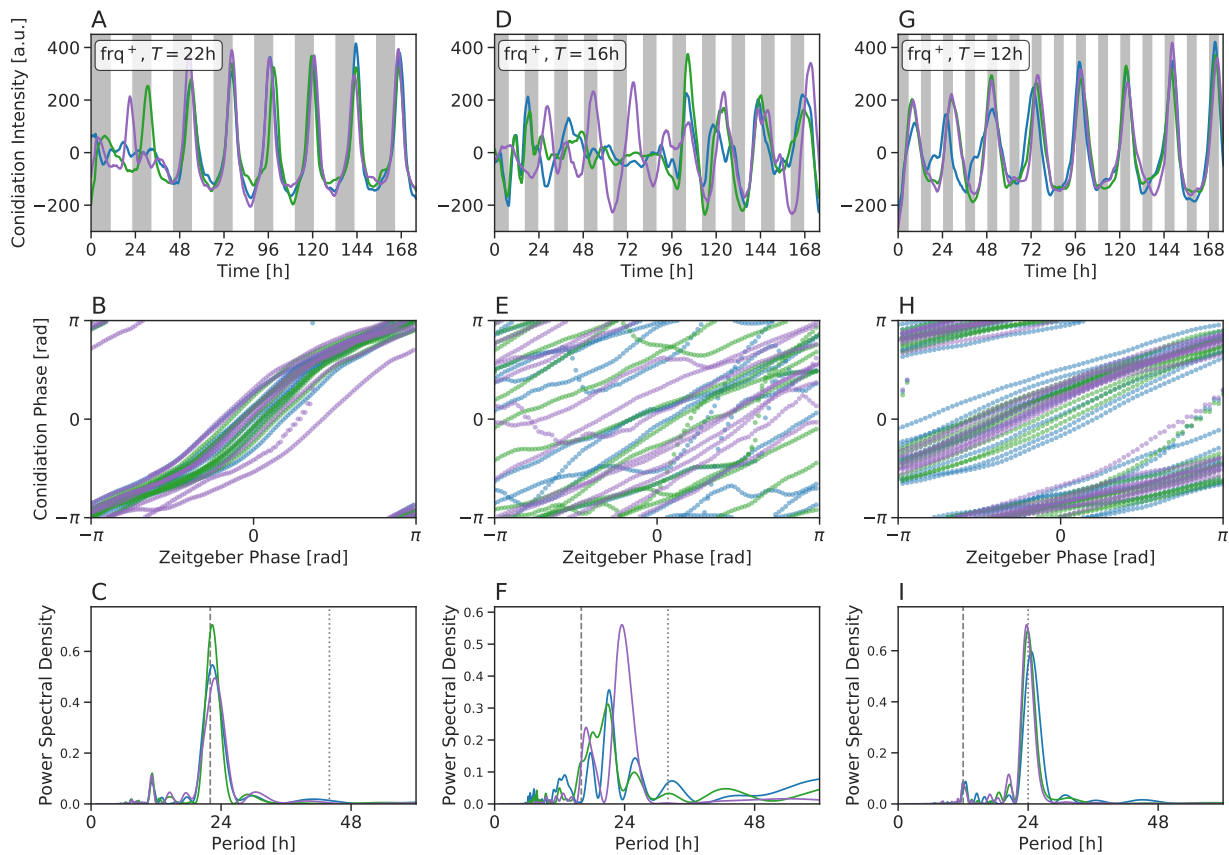 A
D
G
frq⁺, T = 22h
frq⁺, T = 16h
frq⁺, T = 12h
Conidiation Intensity [a.u.]
400
200
0
−200
400
200
0
−200
400
200
0
−200
0 24 48 72 96 120 144 168
0 24 48 72 96 120 144 168
0 24 48 72 96 120 144 168
Time [h]
Time [h]
Time [h]
B
E
H
Conidiation Phase [rad]
π
0
−π
π
0
−π
π
0
−π
−π 0 π
−π 0 π
−π 0 π
Zeitgeber Phase [rad]
Zeitgeber Phase [rad]
Zeitgeber Phase [rad]
C
F
I
Power Spectral Density
0.6
0.4
0.2
0.0
Power Spectral Density
0.6
0.5
0.4
0.3
0.2
0.1
0.0
Power Spectral Density
0.6
0.4
0.2
0.0
0 24 48
0 24 48
0 24 48
Period [h]
Period [h]
Period [h]